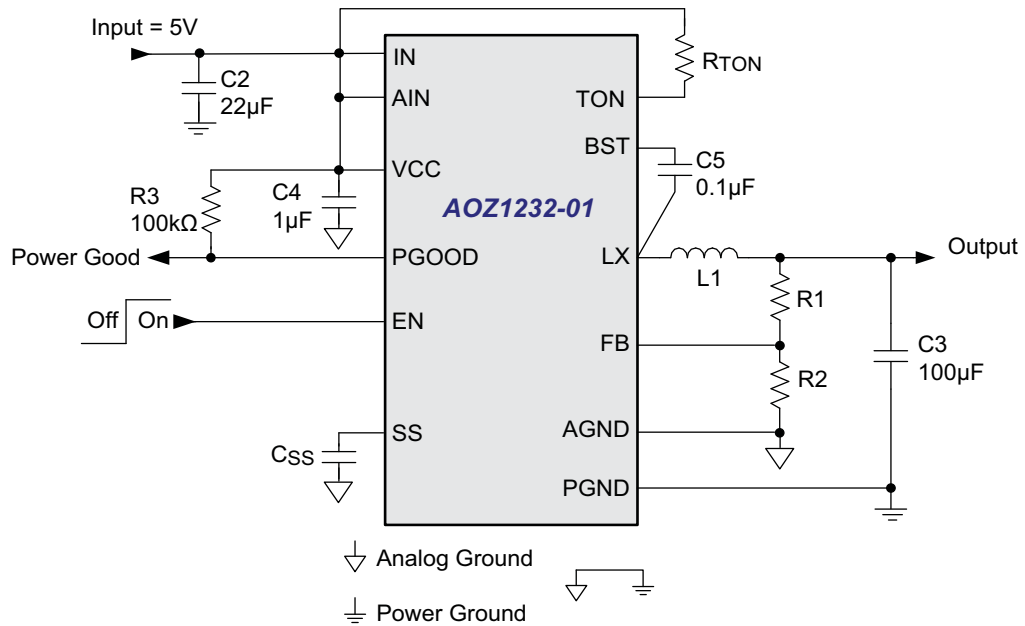 Input = 5V
IN
RTON
C2
22µF
AIN
TON
BST
C5
0.1µF
VCC
R3
100kΩ
C4
1µF
AOZ1232-01
Power Good
PGOOD
LX
L1
Output
R1
Off
On
EN
FB
C3
100µF
R2
SS
CSS
AGND
PGND
Analog Ground
Power Ground